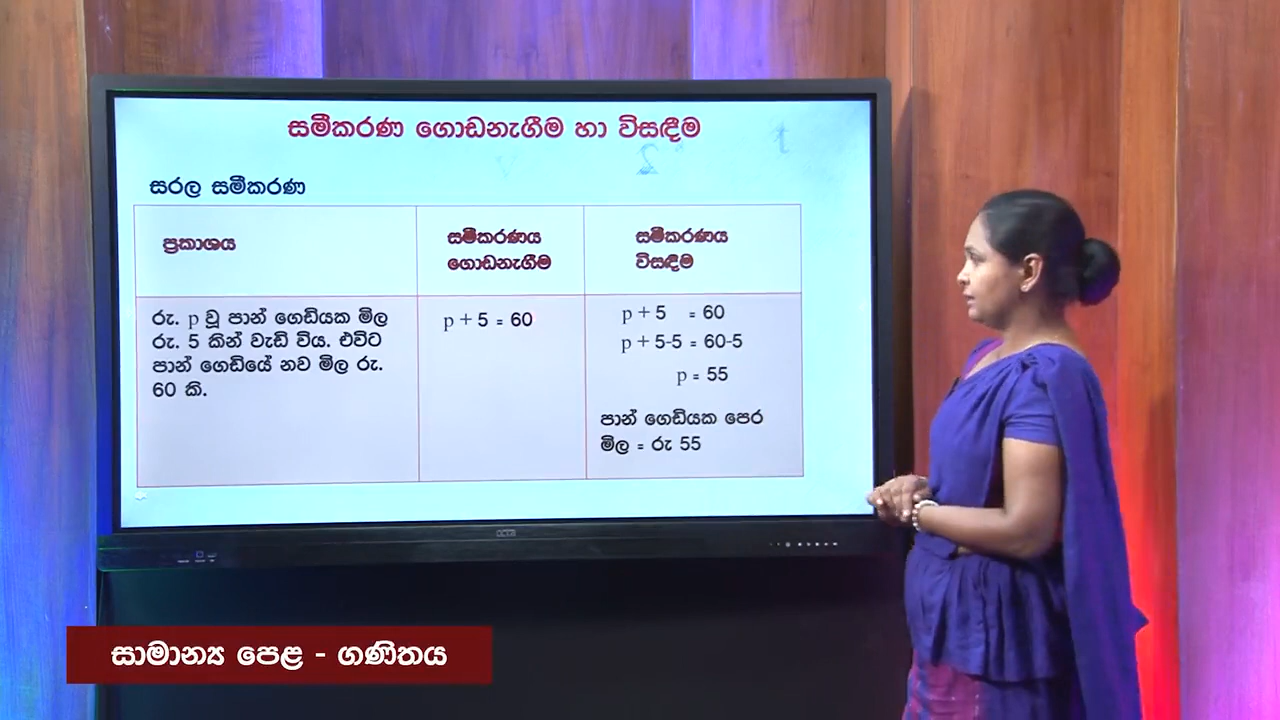 සමීකරණ ගොඩනැගීම හා විසඳීම
සරල සමීකරණ
ප්‍රකාශය
සමීකරණය
ගොඩනැගීම
සමීකරණය
විසඳීම
රු. p වූ පාන් ගෙඩියක මිල
රු. 5 කින් වැඩි විය. එවිට
පාන් ගෙඩියේ නව මිල රු.
60 කි.
p + 5 = 60
p + 5 = 60
p + 5-5 = 60-5
p = 55
පාන් ගෙඩියක පෙර
මිල = රු 55
සාමාන්‍ය පෙළ - ගණිතය